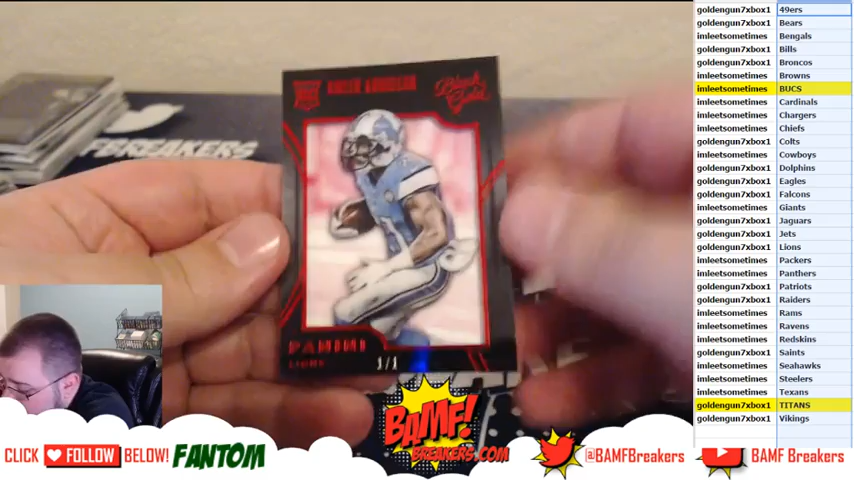 Black
Gold
PANINI
LIONS
1/1
FBREAKERS
BAMF!
BREAKERS.COM
CLICK FOLLOW BELOW! FANTOM
@BAMFBreakers
BAMF Breakers
goldengun7xbox1 49ers
goldengun7xbox1 Bears
imleetsometimes Bengals
goldengun7xbox1 Bills
goldengun7xbox1 Broncos
imleetsometimes Browns
imleetsometimes BUCS
imleetsometimes Cardinals
goldengun7xbox1 Chargers
imleetsometimes Chiefs
goldengun7xbox1 Colts
imleetsometimes Cowboys
goldengun7xbox1 Dolphins
goldengun7xbox1 Eagles
goldengun7xbox1 Falcons
imleetsometimes Giants
goldengun7xbox1 Jaguars
goldengun7xbox1 Jets
goldengun7xbox1 Lions
imleetsometimes Packers
imleetsometimes Panthers
goldengun7xbox1 Patriots
goldengun7xbox1 Raiders
imleetsometimes Rams
imleetsometimes Ravens
imleetsometimes Redskins
goldengun7xbox1 Saints
imleetsometimes Seahawks
imleetsometimes Steelers
imleetsometimes Texans
goldengun7xbox1 TITANS
goldengun7xbox1 Vikings